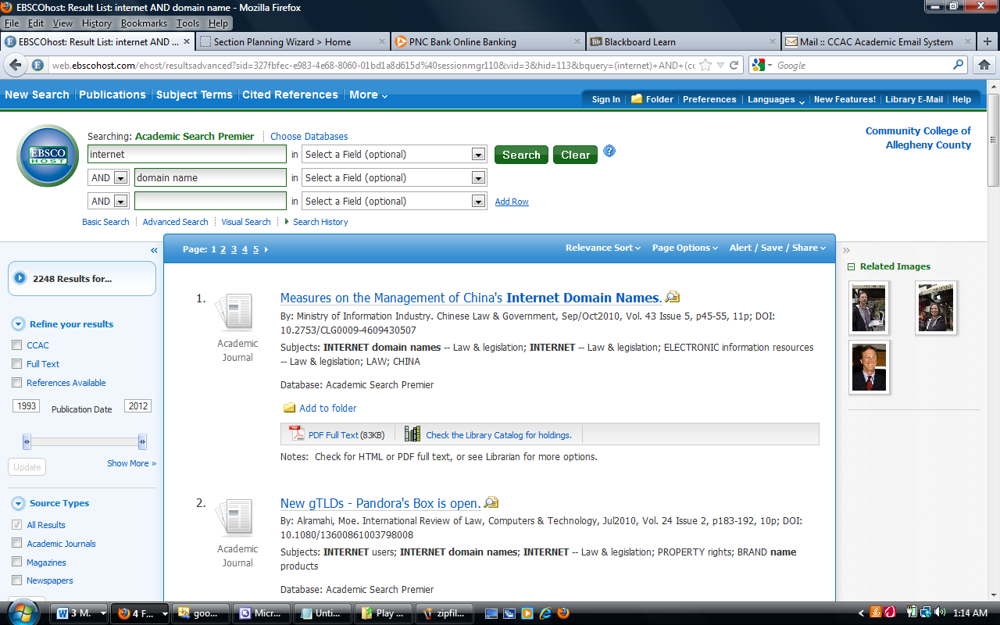 EBSCOhost: Result List: internet AND domain name - Mozilla Firefox
File Edit View History Bookmarks Tools Help
EBSCOhost: Result List: internet AND ... Section Planning Wizard > Home PNC Bank Online Banking Blackboard Learn Mail :: CCAC Academic Email System
web.ebscohost.com/ehost/resultsadvanced?sid=327fbfec-e983-4e68-8060-01bd1a8d615d%40sessionmgr110&vid=3&hid=113&bquery=(internet)+AND+(cc Google
New Search Publications Subject Terms Cited References More
Sign In Folder Preferences Languages New Features! Library E-Mail Help
Searching: Academic Search Premier Choose Databases
Community College of
Allegheny County
EBSCO
HOST
internet in Select a Field (optional) Search Clear ?
AND domain name in Select a Field (optional)
AND in Select a Field (optional) Add Row
Basic Search Advanced Search Visual Search Search History
« Page: 1 2 3 4 5 Relevance Sort Page Options Alert / Save / Share »
2248 Results for...
Refine your results
CCAC
Full Text
References Available
1993 Publication Date 2012
Show More »
Update
Source Types
All Results
Academic Journals
Magazines
Newspapers
1. Measures on the Management of China's Internet Domain Names.
By: Ministry of Information Industry. Chinese Law & Government, Sep/Oct2010, Vol. 43 Issue 5, p45-55, 11p; DOI:
10.2753/CLG0009-4609430507
Academic
Journal
Subjects: INTERNET domain names -- Law & legislation; INTERNET -- Law & legislation; ELECTRONIC information resources
-- Law & legislation; LAW; CHINA
Database: Academic Search Premier
Add to folder
PDF Full Text (83KB) Check the Library Catalog for holdings.
Notes: Check for HTML or PDF full text, or see Librarian for more options.
2. New gTLDs - Pandora's Box is open.
By: Alramahi, Moe. International Review of Law, Computers & Technology, Jul2010, Vol. 24 Issue 2, p183-192, 10p; DOI:
10.1080/13600861003798008
Academic
Journal
Subjects: INTERNET users; INTERNET domain names; INTERNET -- Law & legislation; PROPERTY rights; BRAND name
products
Database: Academic Search Premier
Related Images
3 M... 4 F... goo... Micr... Unti... Play ... zipfil... 1:14 AM